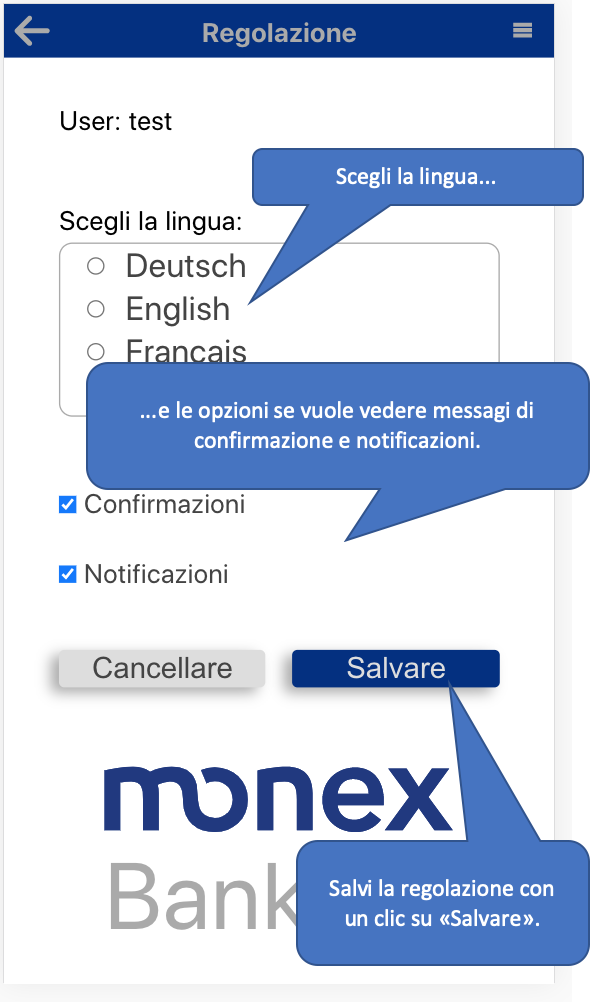 Regolazione
User: test
Scegli la lingua...
Scegli la lingua:
Deutsch
English
Francais
...e le opzioni se vuole vedere messagi di
confirmazione e notificazioni.
Confirmazioni
Notificazioni
Cancellare
Salvare
monex
Bank
Salvi la regolazione con
un clic su «Salvare».